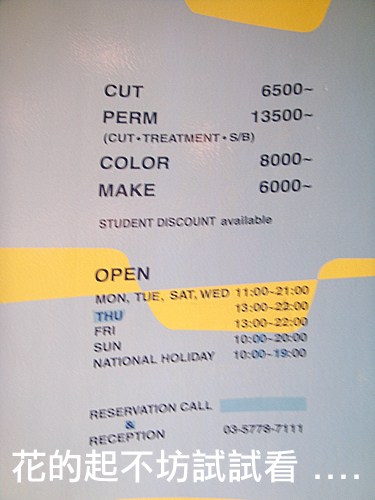 CUT 6500~
PERM 13500~
(CUT・TREATMENT・S/B)
COLOR 8000~
MAKE 6000~
STUDENT DISCOUNT available
OPEN
MON, TUE, SAT, WED 11:00~21:00
THU 13:00~22:00
FRI 13:00~22:00
SUN 10:00~20:00
NATIONAL HOLIDAY 10:00~19:00
RESERVATION CALL
&
RECEPTION 03-5778-7111
花的起不坊試試看 ....